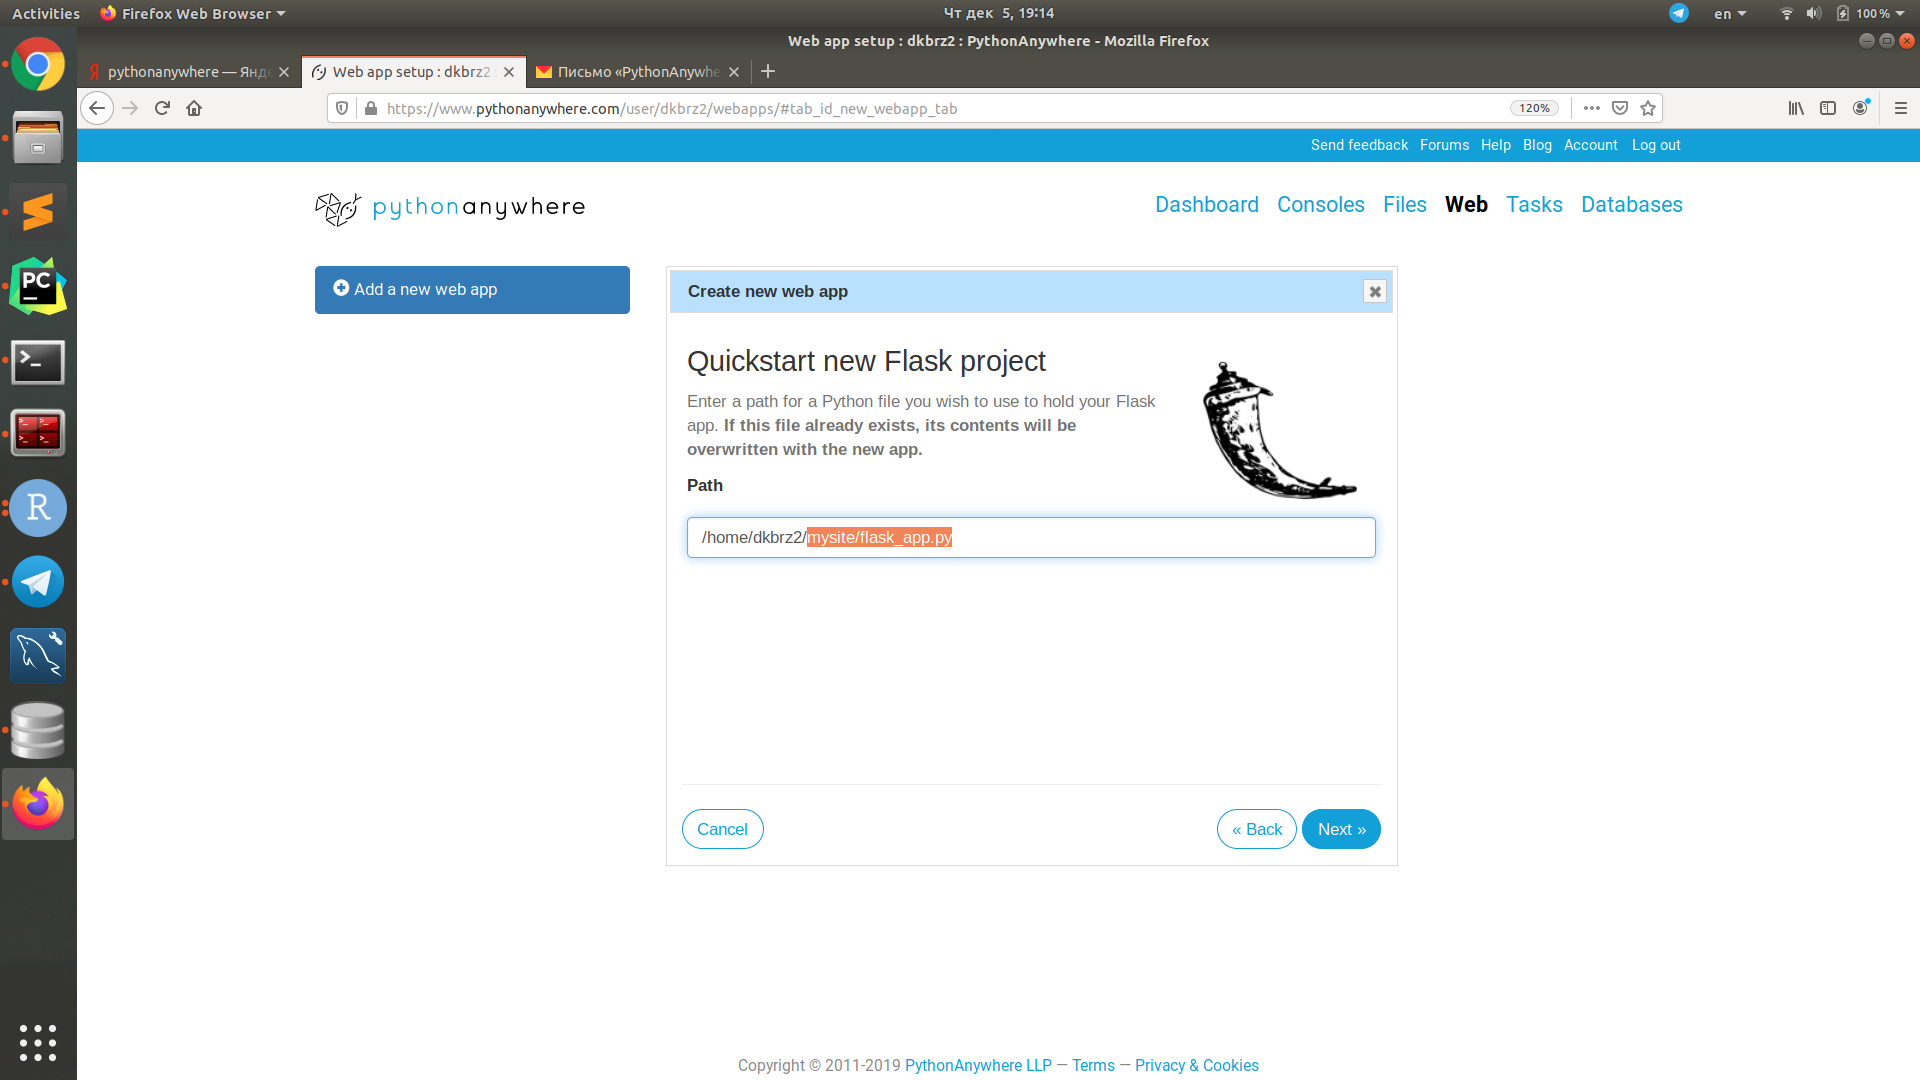 Activities
Firefox Web Browser
Чт дек 5, 19:14
en
100 %
Web app setup : dkbrz2 : PythonAnywhere - Mozilla Firefox
pythonanywhere — Янде
Web app setup : dkbrz2 :
Письмо «PythonAnywhe
https://www.pythonanywhere.com/user/dkbrz2/webapps/#tab_id_new_webapp_tab
120%
Send feedback
Forums
Help
Blog
Account
Log out
pythonanywhere
Dashboard
Consoles
Files
Web
Tasks
Databases
Add a new web app
Create new web app
Quickstart new Flask project
Enter a path for a Python file you wish to use to hold your Flask
app. If this file already exists, its contents will be
overwritten with the new app.
Path
/home/dkbrz2/mysite/flask_app.py
Cancel
« Back
Next »
PC
R
Copyright © 2011-2019 PythonAnywhere LLP — Terms — Privacy & Cookies